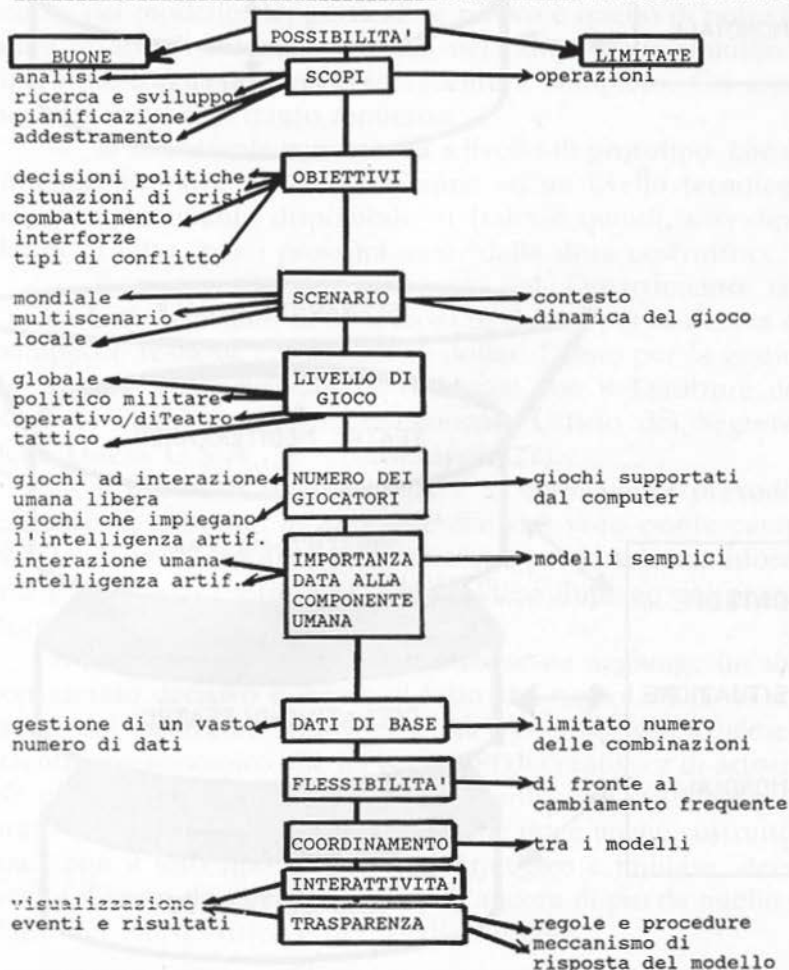 POSSIBILITA'
BUONE
LIMITATE
analisi
ricerca e sviluppo
pianificazione
addestramento
SCOPI
operazioni
decisioni politiche
situazioni di crisi
combattimento
interforze
tipi di conflitto
OBIETTIVI
mondiale
multiscenario
locale
SCENARIO
contesto
dinamica del gioco
globale
politico militare
operativo/diTeatro
tattico
LIVELLO DI
GIOCO
giochi ad interazione
umana libera
giochi che impiegano
l'intelligenza artif.
NUMERO DEI
GIOCATORI
giochi supportati
dal computer
interazione umana
intelligenza artif.
IMPORTANZA
DATA ALLA
COMPONENTE
UMANA
modelli semplici
gestione di un vasto
numero di dati
DATI DI BASE
limitato numero
delle combinazioni
FLESSIBILITA'
di fronte al
cambiamento frequente
COORDINAMENTO
tra i modelli
INTERATTIVITA'
visualizzazione
eventi e risultati
TRASPARENZA
regole e procedure
meccanismo di
risposta del modello